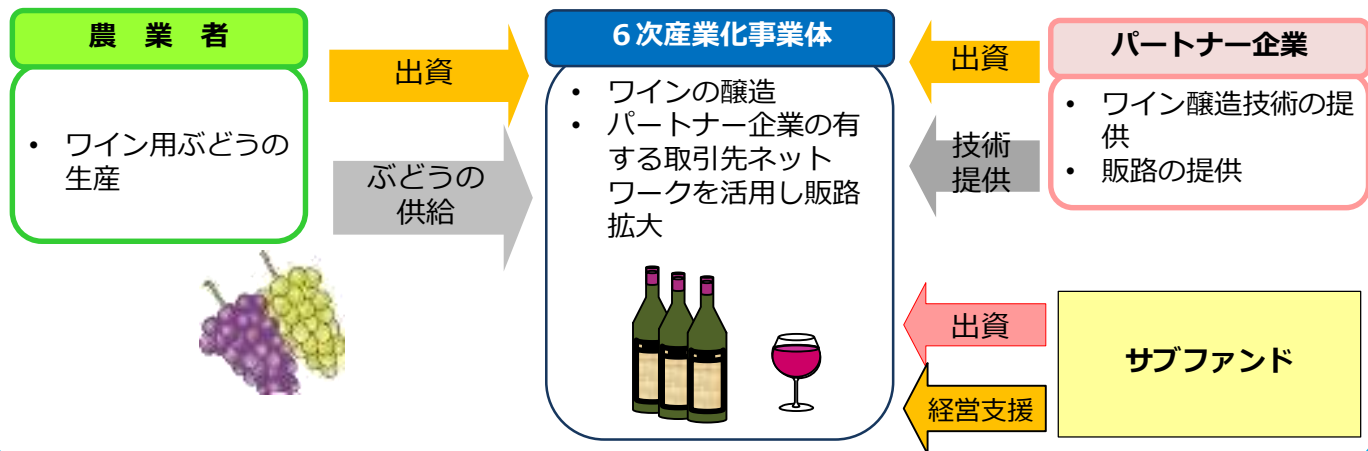 農 業 者
• ワイン用ぶどうの
生産
出資
ぶどうの
供給
６次産業化事業体
• ワインの醸造
• パートナー企業の有
する取引先ネット
ワークを活用し販路
拡大
出資
技術
提供
パートナー企業
• ワイン醸造技術の提
供
• 販路の提供
出資
経営支援
サブファンド